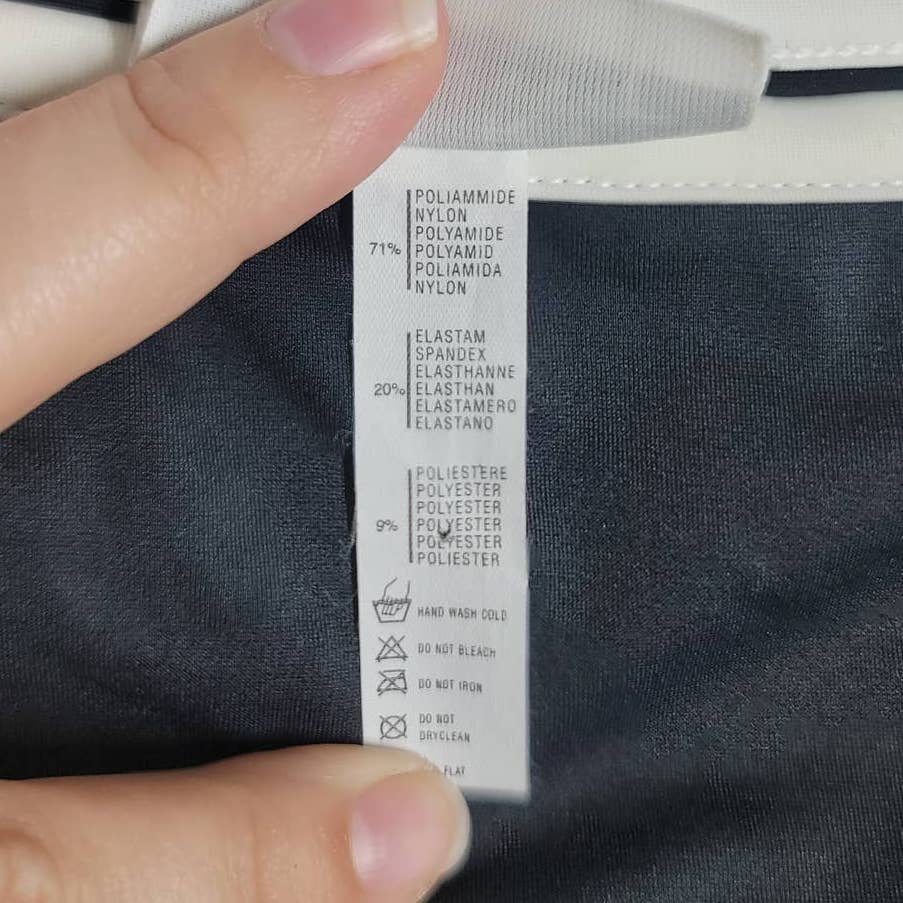 POLIAMMIDE
NYLON
POLYAMIDE
71% POLYAMID
POLIAMIDA
NYLON
ELASTAM
SPANDEX
ELASTHANNE
20% ELASTHAN
ELASTAMERO
ELASTANO
POLIESTERE
POLYESTER
POLYESTER
9% POLYESTER
POLYESTER
POLIESTER
HAND WASH COLD
DO NOT BLEACH
DO NOT IRON
DO NOT
DRYCLEAN
FLAT